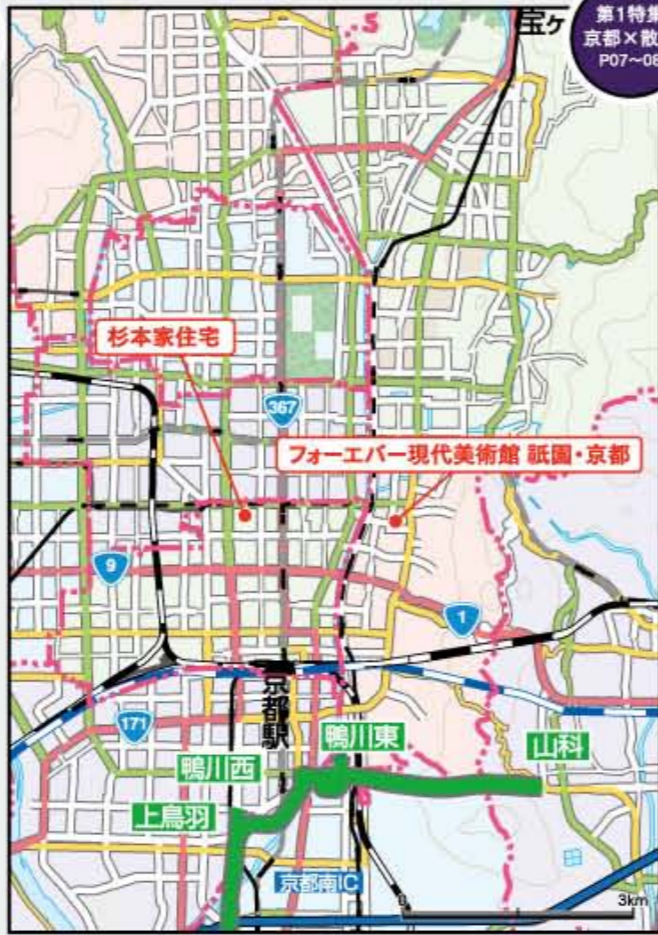 宝ヶ
第1特集
京都×散
P07~08
杉本家住宅
367
フォーエバー現代美術館 祇園・京都
9
1
京都駅
171
鴨川東
山科
鴨川西
上鳥羽
京都南IC
0
3km